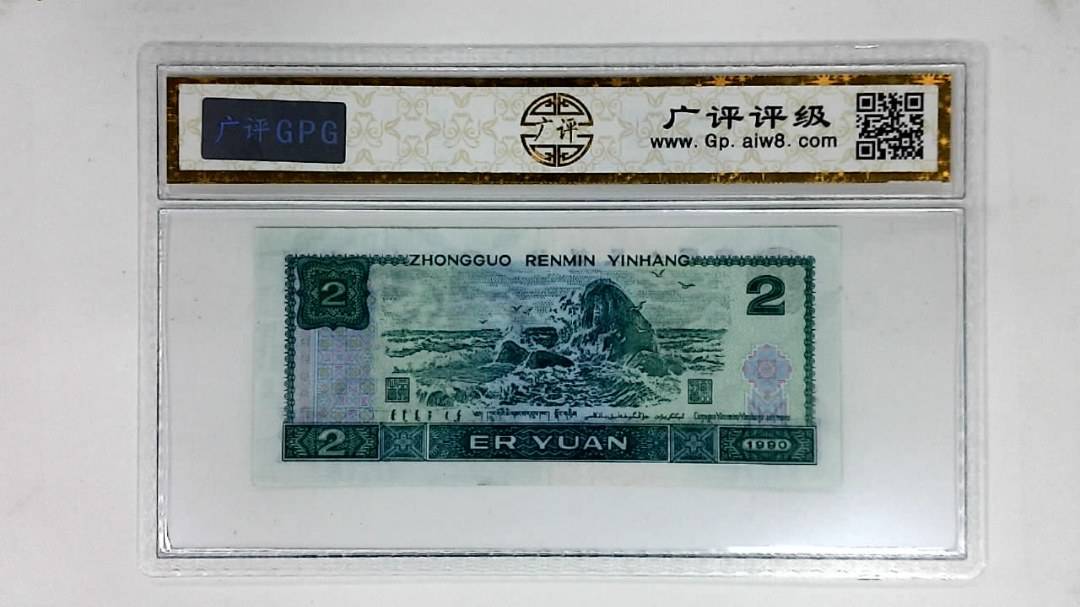 广评GPG
广评
广评评级
www. Gp. aiw8. com
ZHONGGUO RENMIN YINHANG
2
2
2
ER YUAN
1990